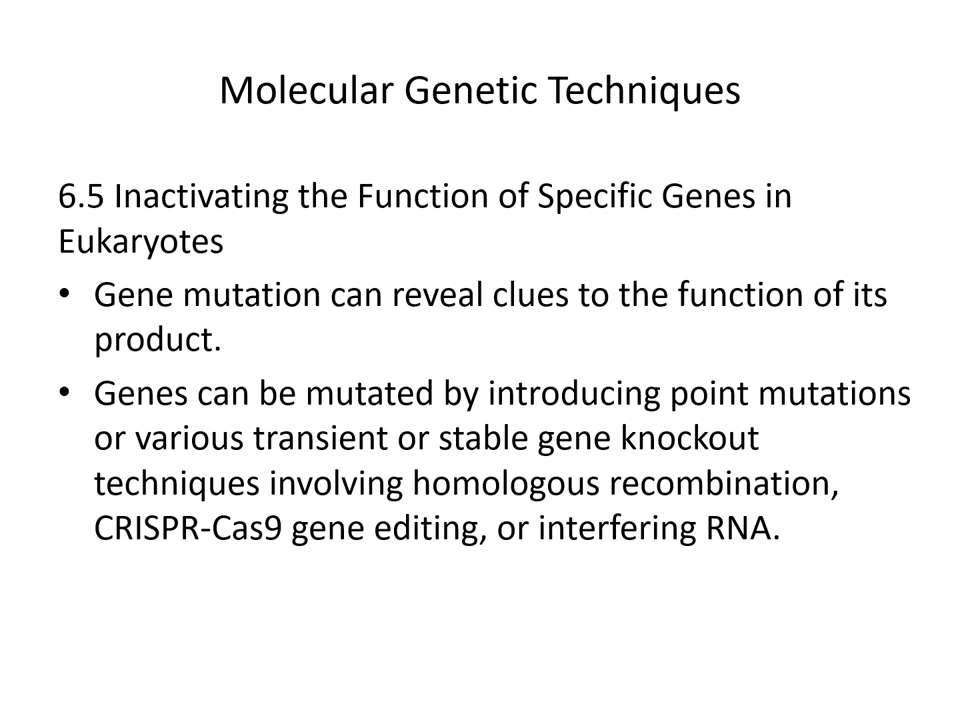 Molecular Genetic Techniques
6.5 Inactivating the Function of Specific Genes in
Eukaryotes
• Gene mutation can reveal clues to the function of its
product.
• Genes can be mutated by introducing point mutations
or various transient or stable gene knockout
techniques involving homologous recombination,
CRISPR-Cas9 gene editing, or interfering RNA.